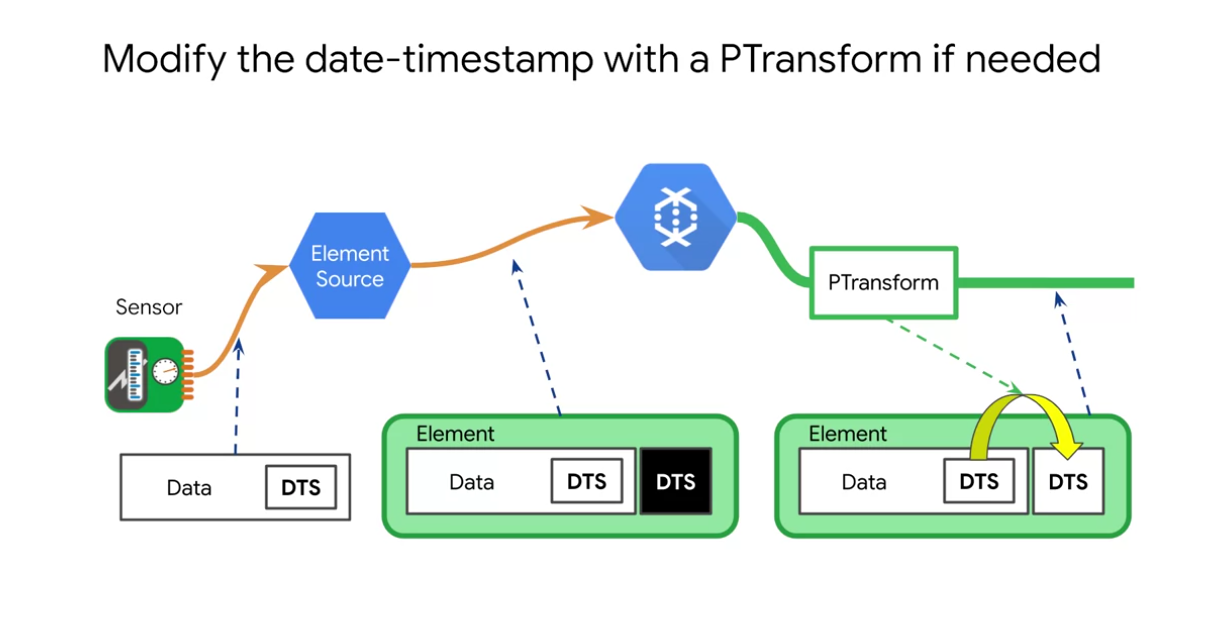 Modify the date-timestamp with a PTransform if needed
Element
Source
PTransform
Sensor
Element
Element
Data
DTS
Data
DTS
DTS
Data
DTS
DTS